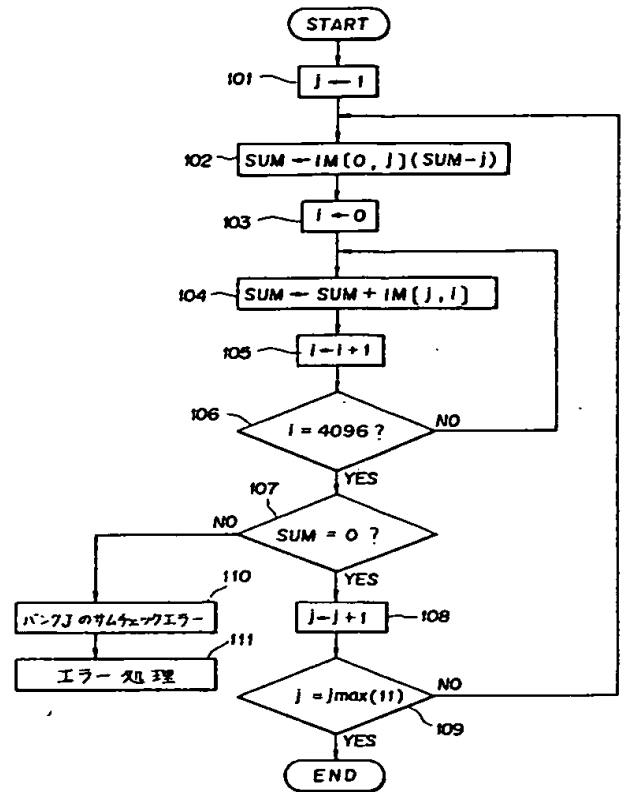 START
101
j ← 1
102
SUM ← IM[0, j](SUM-j)
103
i ← 0
104
SUM ← SUM + IM[j, i]
105
i ← i + 1
106
i = 4096 ?
NO
YES
107
SUM = 0 ?
NO
YES
110
バンクJのサムチェックエラー
j ← j + 1
108
111
エラー処理
j = jmax(11)
NO
109
YES
END